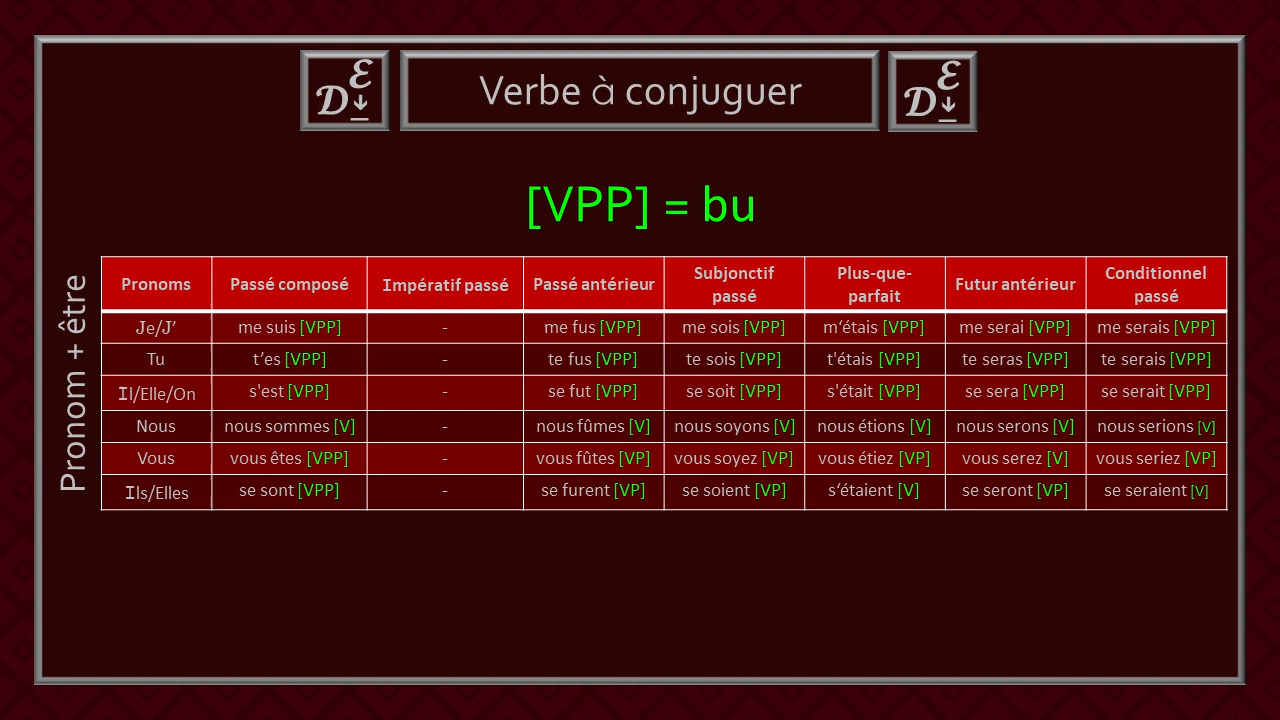 D E
Verbe à conjuguer
D E
[VPP] = bu
Pronom + être
Pronoms Passé composé Impératif passé Passé antérieur Subjonctif passé Plus-que-parfait Futur antérieur Conditionnel passé
Je/J’ me suis [VPP] - me fus [VPP] me sois [VPP] m‘étais [VPP] me serai [VPP] me serais [VPP]
Tu t’es [VPP] - te fus [VPP] te sois [VPP] t'étais [VPP] te seras [VPP] te serais [VPP]
Il/Elle/On s'est [VPP] - se fut [VPP] se soit [VPP] s'était [VPP] se sera [VPP] se serait [VPP]
Nous nous sommes [V] - nous fûmes [V] nous soyons [V] nous étions [V] nous serons [V] nous serions [V]
Vous vous êtes [VPP] - vous fûtes [VP] vous soyez [VP] vous étiez [VP] vous serez [V] vous seriez [VP]
Ils/Elles se sont [VPP] - se furent [VP] se soient [VP] s‘étaient [V] se seront [VP] se seraient [V]